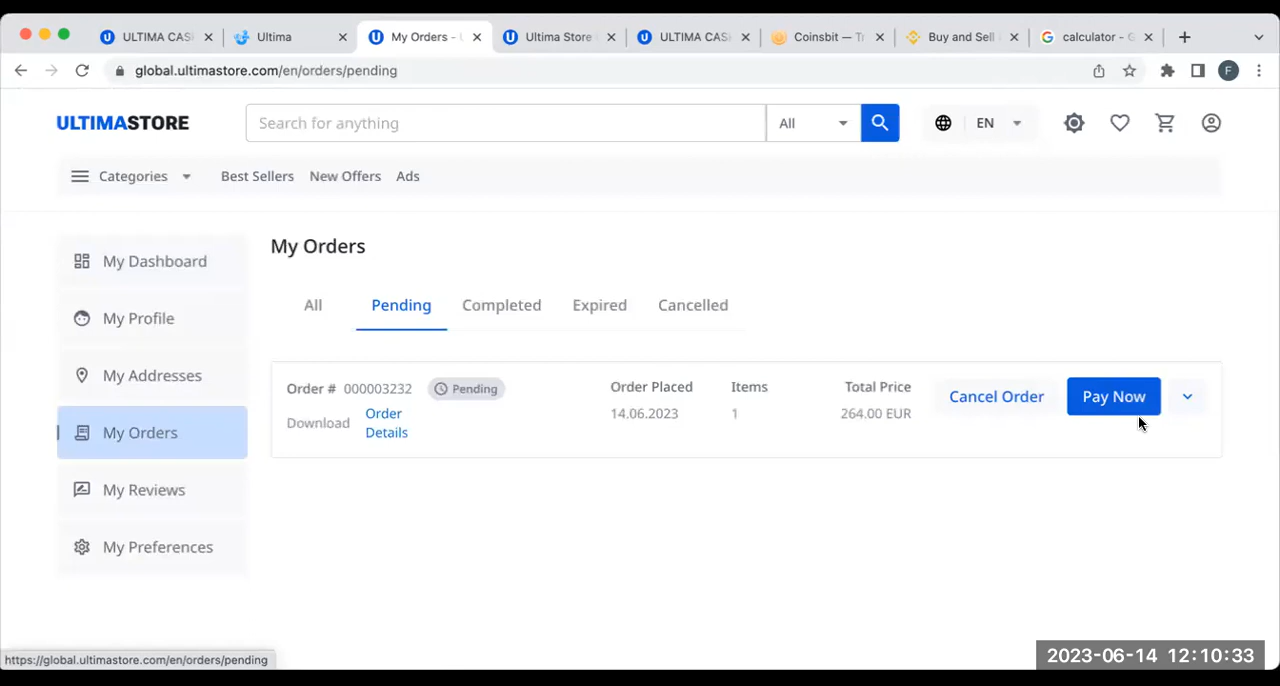 ULTIMA CAS
Ultima
My Orders -
Ultima Store
ULTIMA CAS
Coinsbit — T
Buy and Sell
calculator - G
global.ultimastore.com/en/orders/pending
F
ULTIMASTORE
Search for anything
All
EN
Categories
Best Sellers
New Offers
Ads
My Dashboard
My Profile
My Addresses
My Orders
My Reviews
My Preferences
My Orders
All
Pending
Completed
Expired
Cancelled
Order # 000003232
Pending
Download
Order
Details
Order Placed
14.06.2023
Items
1
Total Price
264.00 EUR
Cancel Order
Pay Now
https://global.ultimastore.com/en/orders/pending
2023-06-14 12:10:33